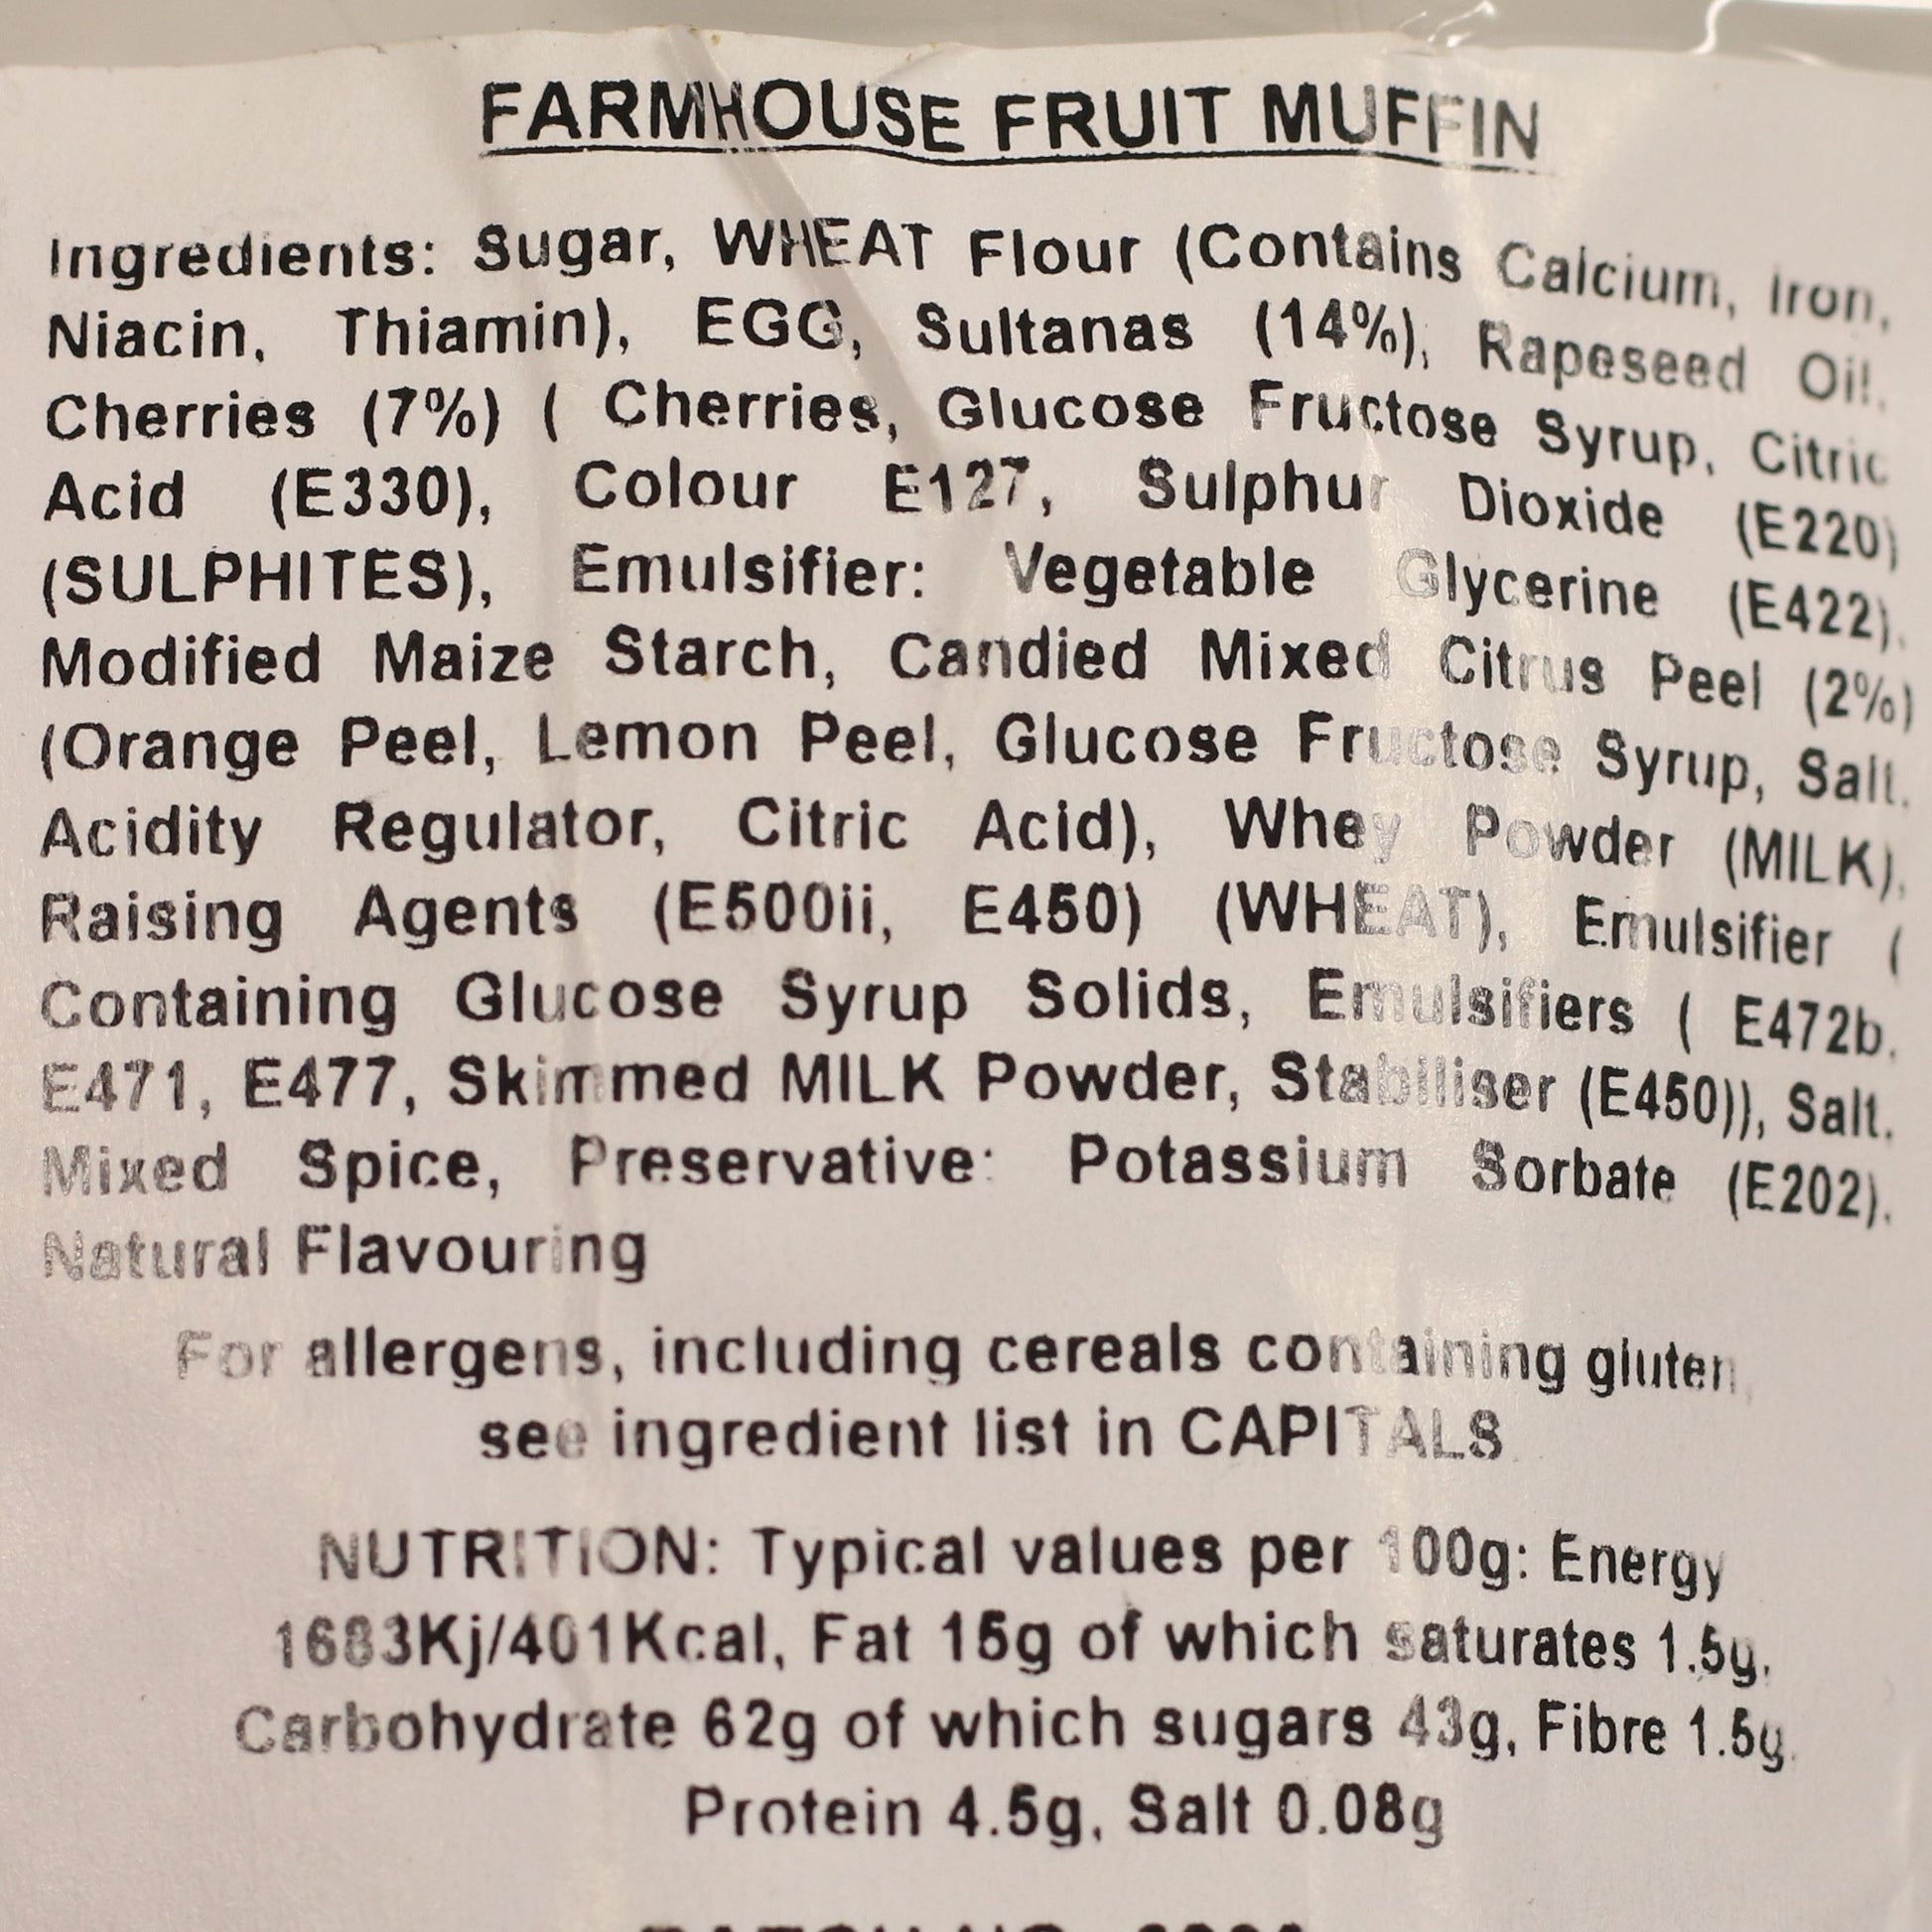 FARMHOUSE FRUIT MUFFIN
Ingredients: Sugar, WHEAT Flour (Contains Calcium, Iron,
Niacin, Thiamin), EGG, Sultanas (14%), Rapeseed Oil,
Cherries (7%) ( Cherries, Glucose Fructose Syrup, Citric
Acid (E330), Colour E127, Sulphur Dioxide (E220)
(SULPHITES), Emulsifier: Vegetable Glycerine (E422),
Modified Maize Starch, Candied Mixed Citrus Peel (2%)
(Orange Peel, Lemon Peel, Glucose Fructose Syrup, Salt,
Acidity Regulator, Citric Acid), Whey Powder (MILK),
Raising Agents (E500ii, E450) (WHEAT), Emulsifier (
Containing Glucose Syrup Solids, Emulsifiers ( E472b,
E471, E477, Skimmed MILK Powder, Stabiliser (E450)), Salt,
Mixed Spice, Preservative: Potassium Sorbate (E202),
Natural Flavouring
For allergens, including cereals containing gluten,
see ingredient list in CAPITALS
NUTRITION: Typical values per 100g: Energy
1683Kj/401Kcal, Fat 15g of which saturates 1.5g,
Carbohydrate 62g of which sugars 43g, Fibre 1.5g,
Protein 4.5g, Salt 0.08g